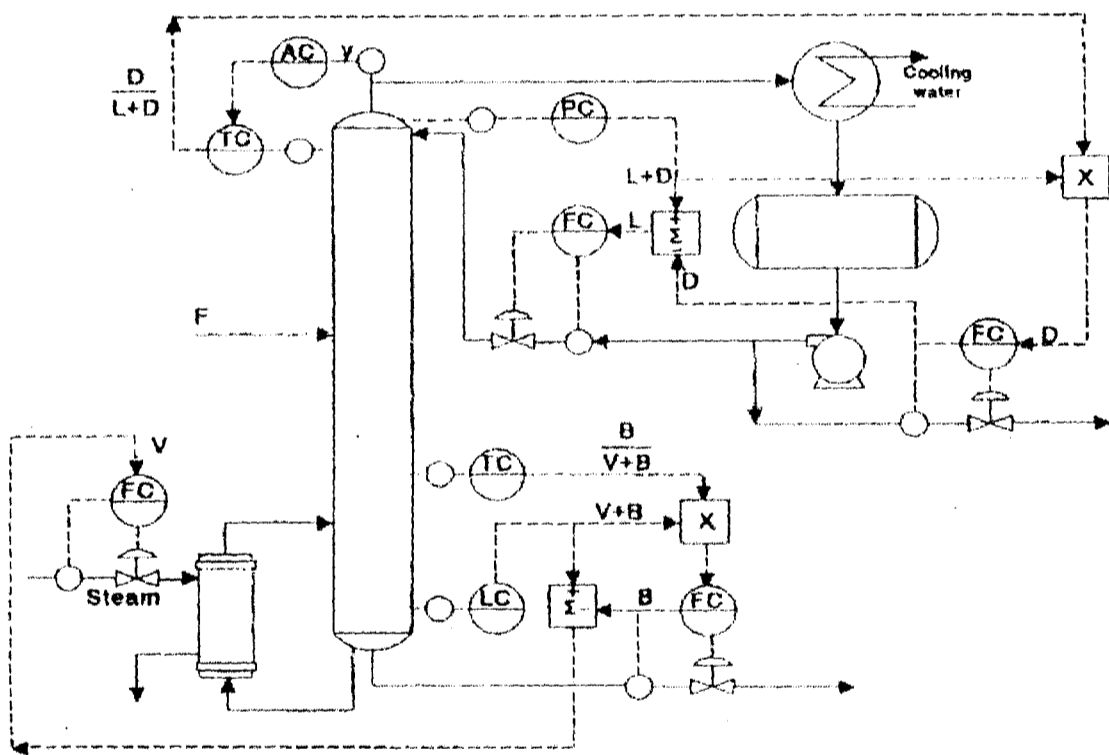 AC
y
D
L+D
TC
PC
Cooling
water
X
L+D
FC
L
Σ
+
-
D
F
FC
D
V
FC
Steam
TC
B
V+B
V+B
X
LC
Σ
+
-
B
FC